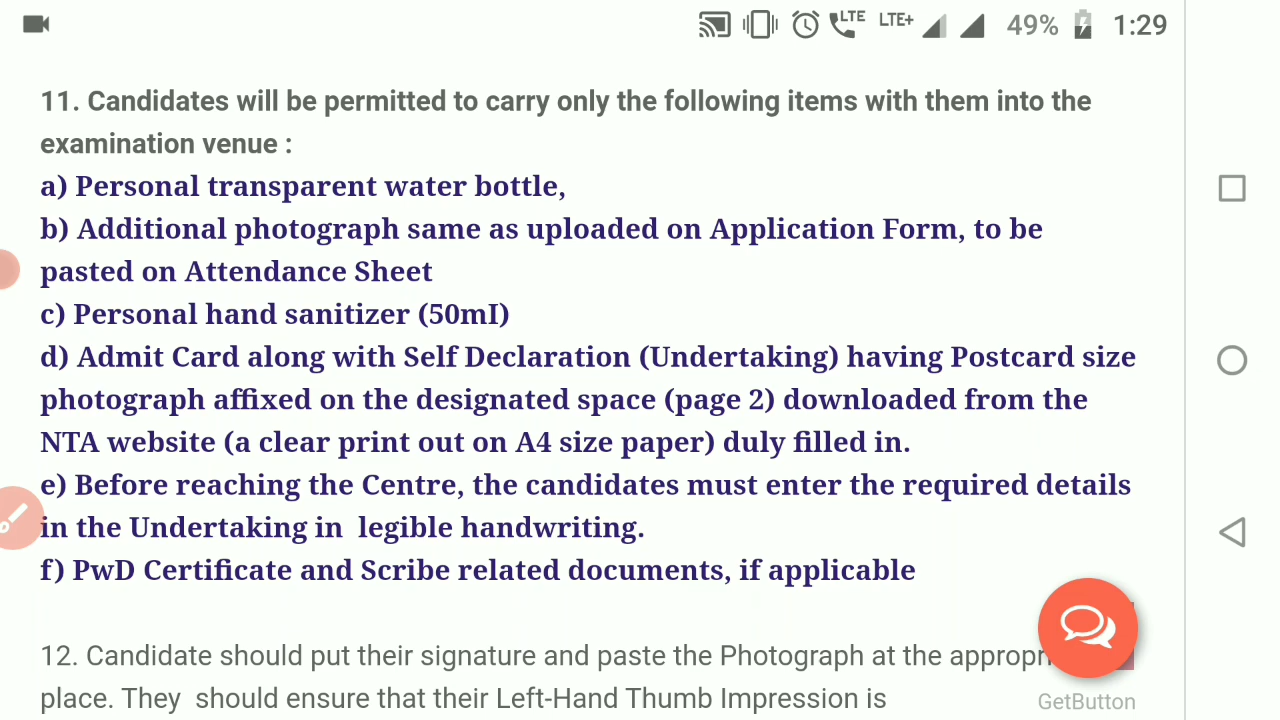 LTE LTE+ 49% 1:29
11. Candidates will be permitted to carry only the following items with them into the
examination venue :
a) Personal transparent water bottle,
b) Additional photograph same as uploaded on Application Form, to be
pasted on Attendance Sheet
c) Personal hand sanitizer (50mI)
d) Admit Card along with Self Declaration (Undertaking) having Postcard size
photograph affixed on the designated space (page 2) downloaded from the
NTA website (a clear print out on A4 size paper) duly filled in.
e) Before reaching the Centre, the candidates must enter the required details
in the Undertaking in  legible handwriting.
f) PwD Certificate and Scribe related documents, if applicable
12. Candidate should put their signature and paste the Photograph at the
place. They  should ensure that their Left-Hand Thumb Impression is
GetButton